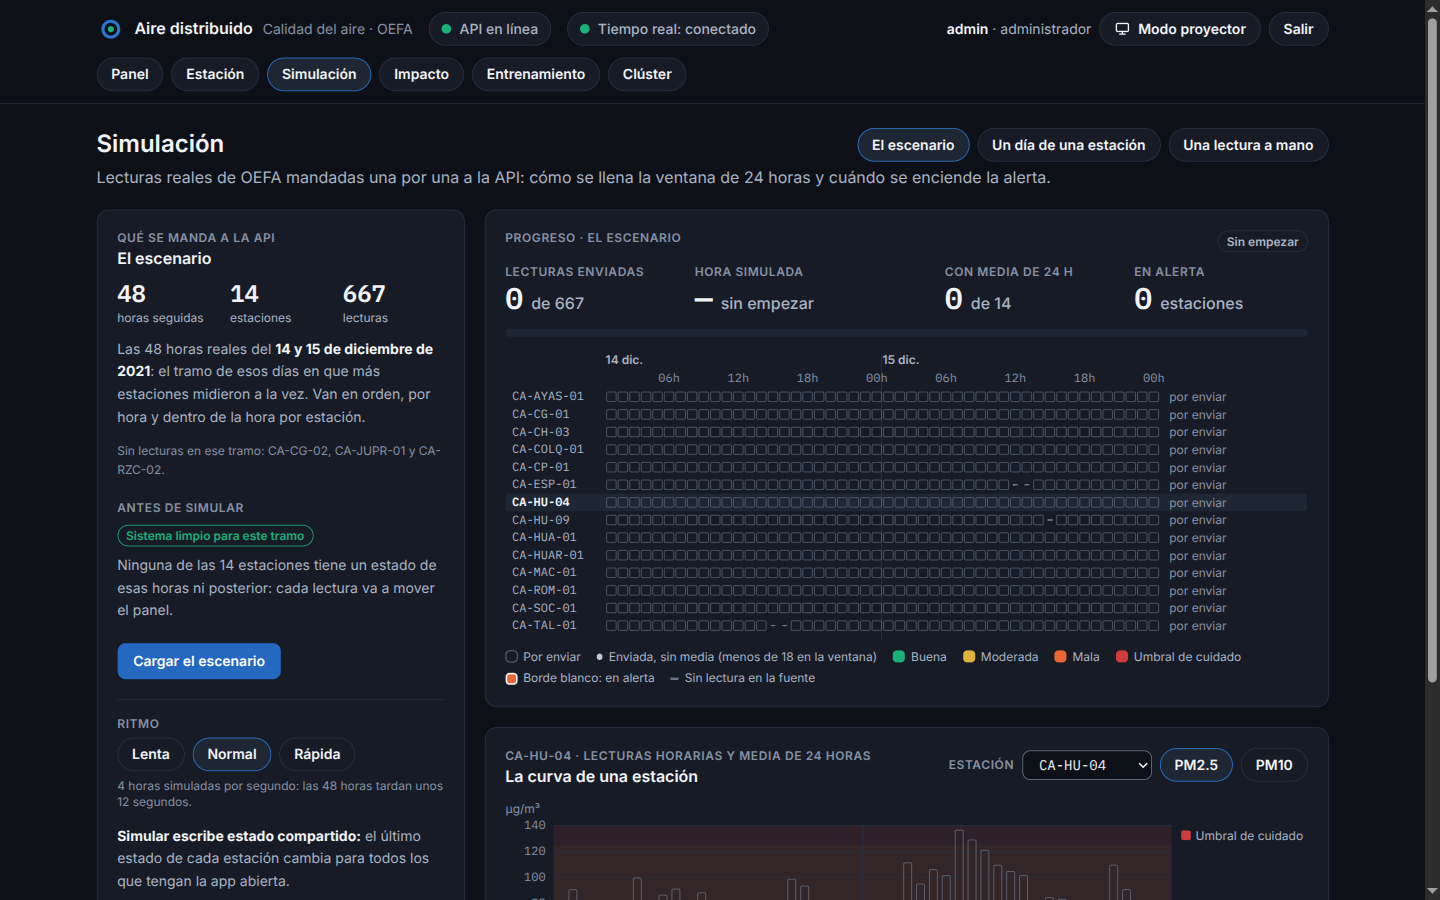 Aire distribuido Calidad del aire · OEFA API en línea Tiempo real: conectado admin · administrador Modo proyector Salir
Panel Estación Simulación Impacto Entrenamiento Clúster
Simulación
El escenario Un día de una estación Una lectura a mano
Lecturas reales de OEFA mandadas una por una a la API: cómo se llena la ventana de 24 horas y cuándo se enciende la alerta.
QUÉ SE MANDA A LA API
El escenario
48 14 667
horas seguidas estaciones lecturas
Las 48 horas reales del 14 y 15 de diciembre de
2021: el tramo de esos días en que más
estaciones midieron a la vez. Van en orden, por
hora y dentro de la hora por estación.
Sin lecturas en ese tramo: CA-CG-02, CA-JUPR-01 y CA-
RZC-02.
ANTES DE SIMULAR
Sistema limpio para este tramo
Ninguna de las 14 estaciones tiene un estado de
esas horas ni posterior: cada lectura va a mover
el panel.
Cargar el escenario
RITMO
Lenta Normal Rápida
4 horas simuladas por segundo: las 48 horas tardan unos
12 segundos.
Simular escribe estado compartido: el último
estado de cada estación cambia para todos los
que tengan la app abierta.
PROGRESO · EL ESCENARIO
Sin empezar
LECTURAS ENVIADAS HORA SIMULADA CON MEDIA DE 24 H EN ALERTA
0 de 667 — sin empezar 0 de 14 0 estaciones
14 dic. 15 dic.
06h 12h 18h 00h 06h 12h 18h 00h
CA-AYAS-01 por enviar
CA-CG-01 por enviar
CA-CH-03 por enviar
CA-COLQ-01 por enviar
CA-CP-01 por enviar
CA-ESP-01 – – por enviar
CA-HU-04 por enviar
CA-HU-09 – por enviar
CA-HUA-01 por enviar
CA-HUAR-01 por enviar
CA-MAC-01 por enviar
CA-ROM-01 por enviar
CA-SOC-01 por enviar
CA-TAL-01 – – por enviar
Por enviar Enviada, sin media (menos de 18 en la ventana) Buena Moderada Mala Umbral de cuidado
Borde blanco: en alerta – Sin lectura en la fuente
CA-HU-04 · LECTURAS HORARIAS Y MEDIA DE 24 HORAS
La curva de una estación
ESTACIÓN CA-HU-04 PM2.5 PM10
µg/m³
140
120
100
Umbral de cuidado